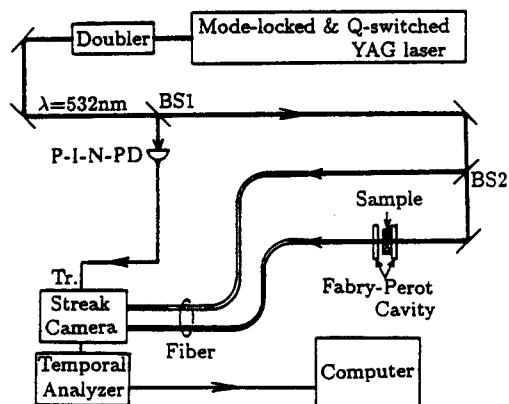 Doubler
Mode-locked & Q-switched
YAG laser
λ=532nm
BS1
P-I-N-PD
BS2
Sample
Tr.
Fabry-Perot
Cavity
Streak
Camera
Fiber
Temporal
Analyzer
Computer